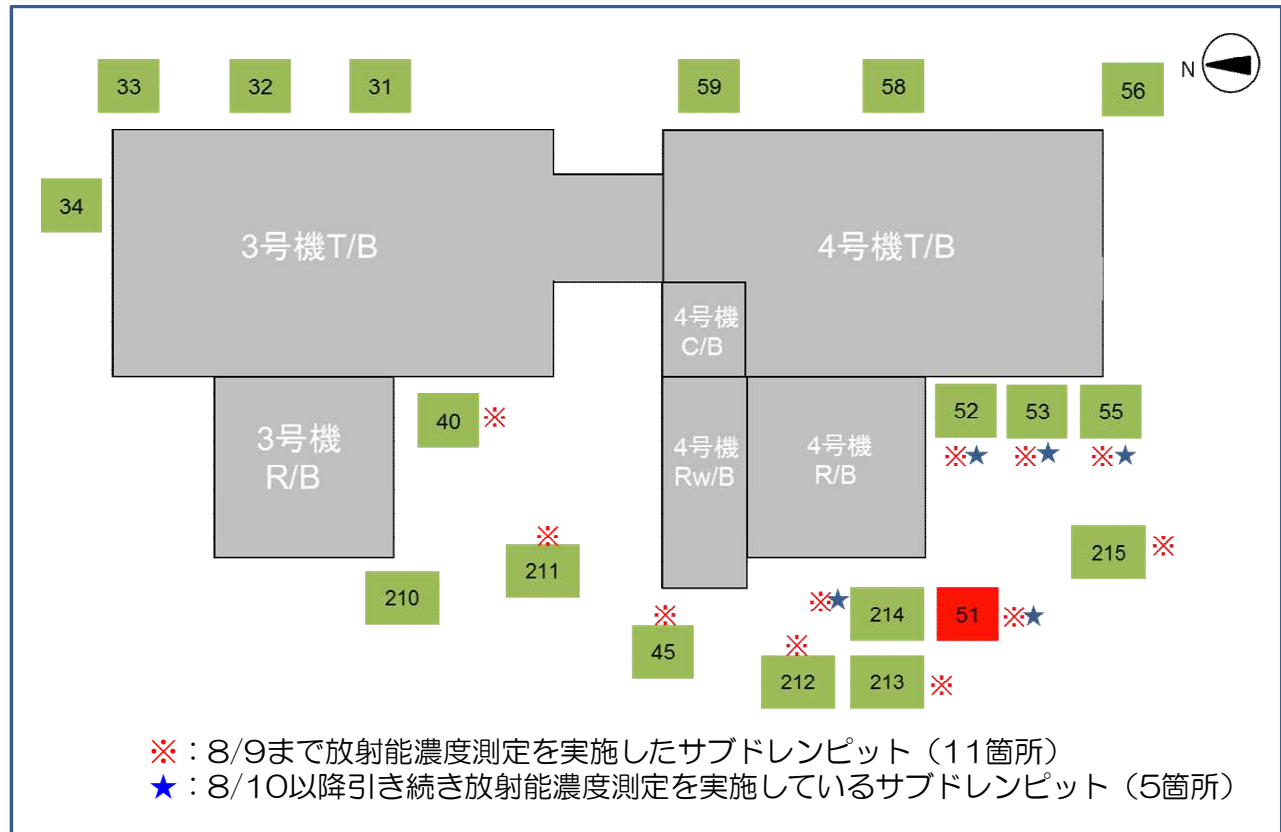 33
32
31
59
58
56
N
34
3号機T/B
4号機T/B
4号機
C/B
40
※
3号機
R/B
4号機
Rw/B
4号機
R/B
52
53
55
※★
※★
※★
※
211
210
※
215
※
45
※★
214
51
※★
※
212
213
※
※：8/9まで放射能濃度測定を実施したサブドレンピット（11箇所）
★：8/10以降引き続き放射能濃度測定を実施しているサブドレンピット（5箇所）